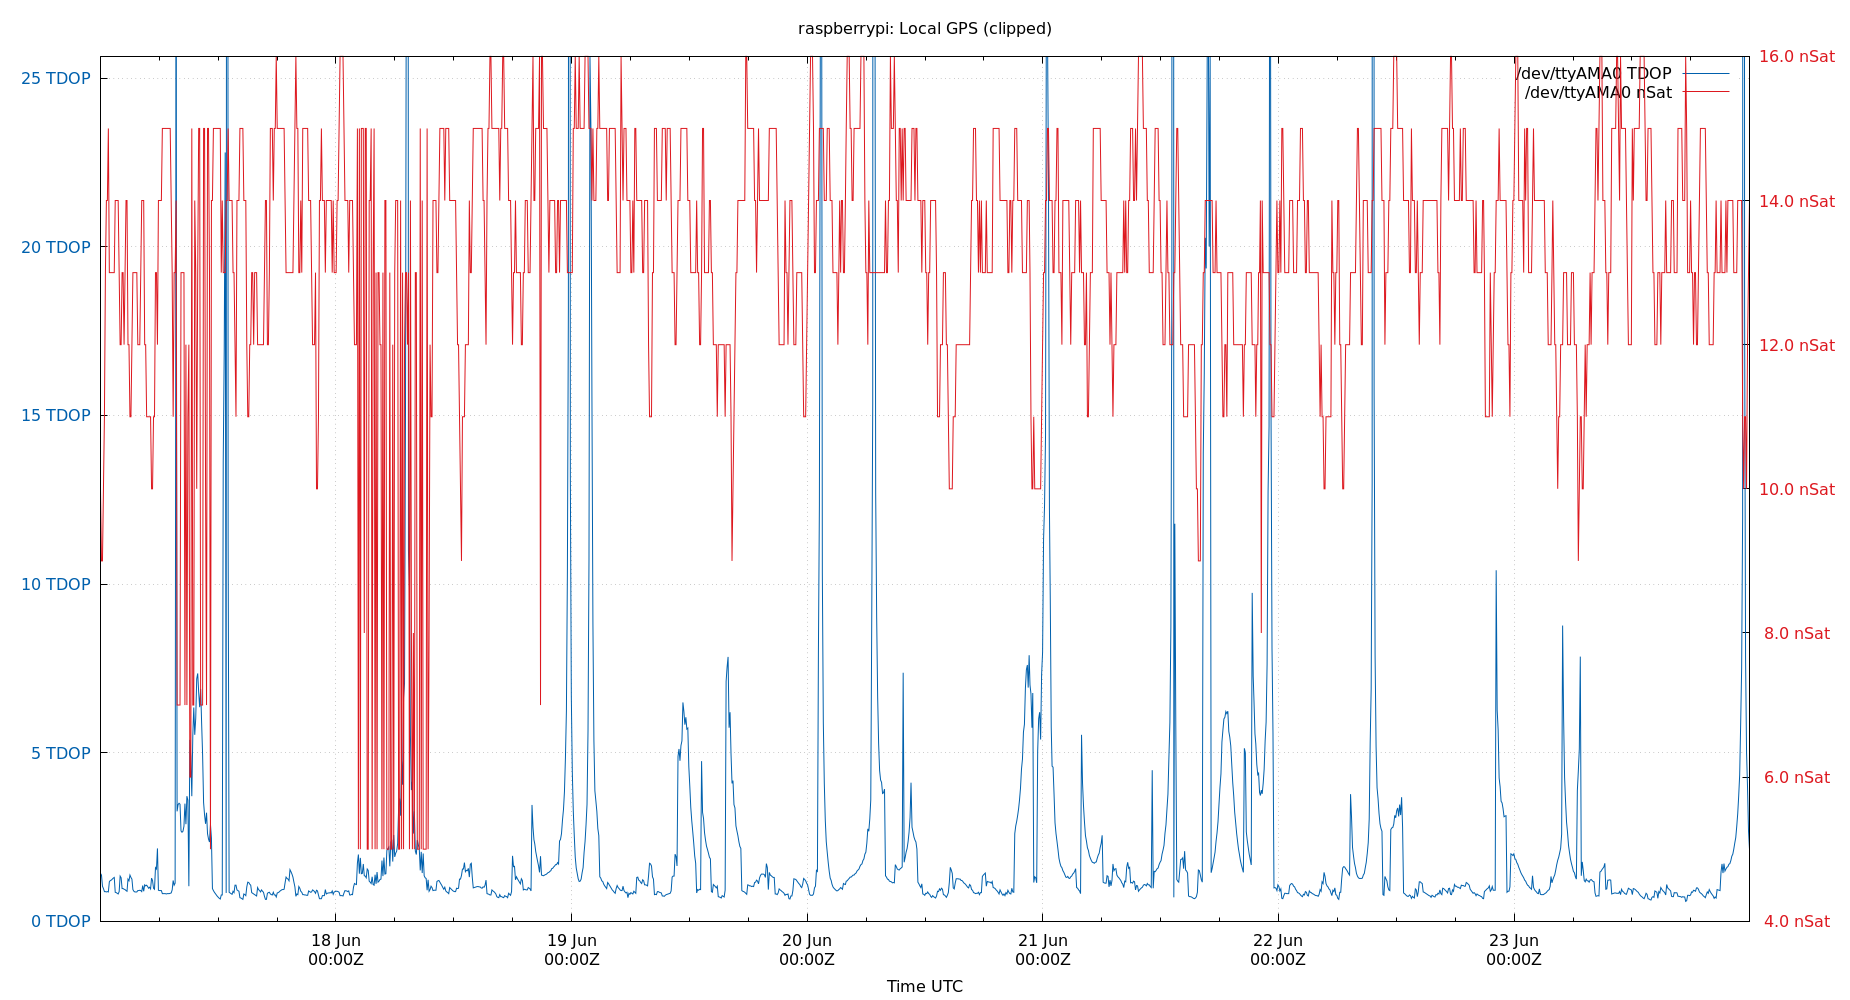 raspberrypi: Local GPS (clipped)
25 TDOP
20 TDOP
15 TDOP
10 TDOP
5 TDOP
0 TDOP
16.0 nSat
14.0 nSat
12.0 nSat
10.0 nSat
8.0 nSat
6.0 nSat
4.0 nSat
/dev/ttyAMA0 TDOP
/dev/ttyAMA0 nSat
18 Jun
00:00Z
19 Jun
00:00Z
20 Jun
00:00Z
21 Jun
00:00Z
22 Jun
00:00Z
23 Jun
00:00Z
Time UTC